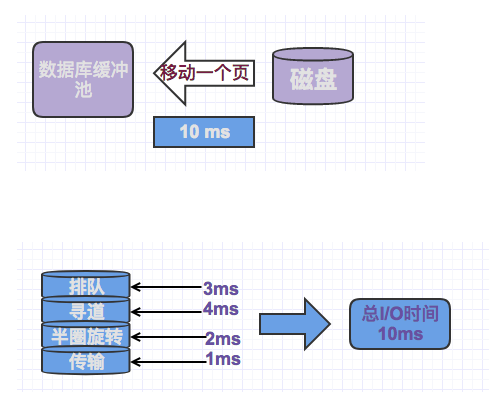 数据库缓冲
池
移动一个页
磁盘
10 ms
排队
3ms
寻道
4ms
半圈旋转
2ms
传输
1ms
总I/O时间
10ms